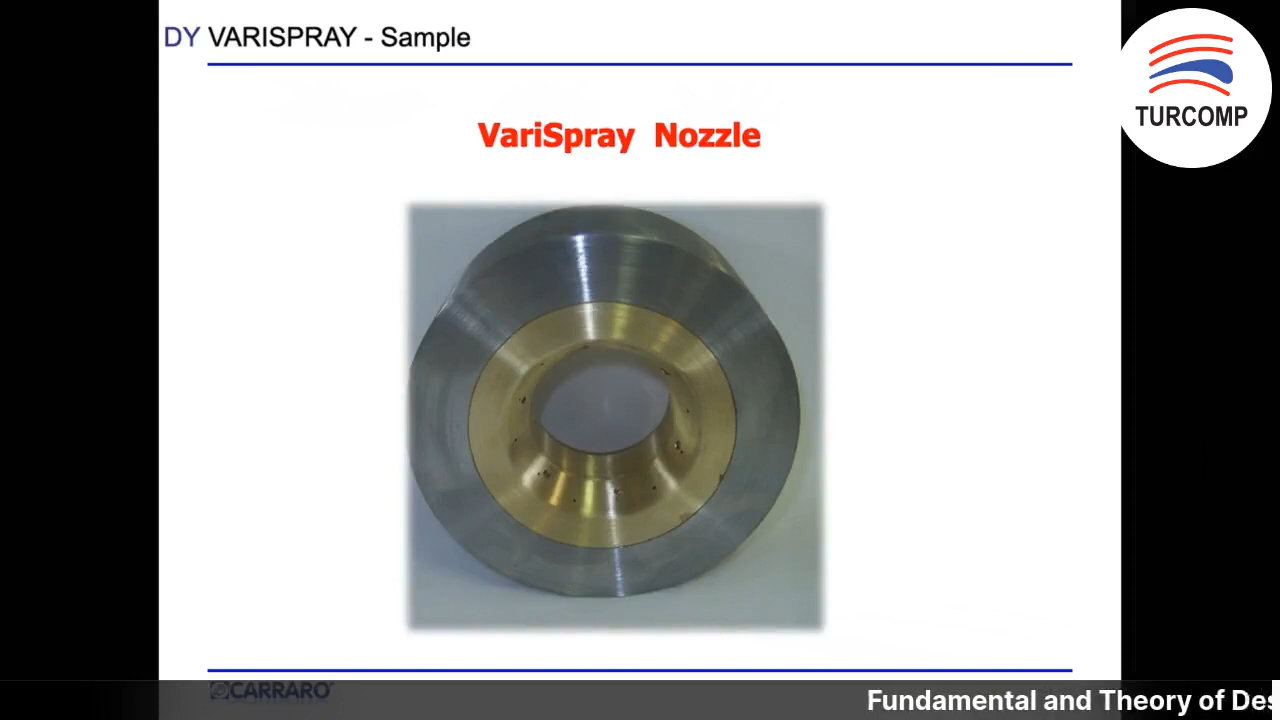 DY VARISPRAY - Sample
TURCOMP
VariSpray Nozzle
CARRARO
Fundamental and Theory of Des